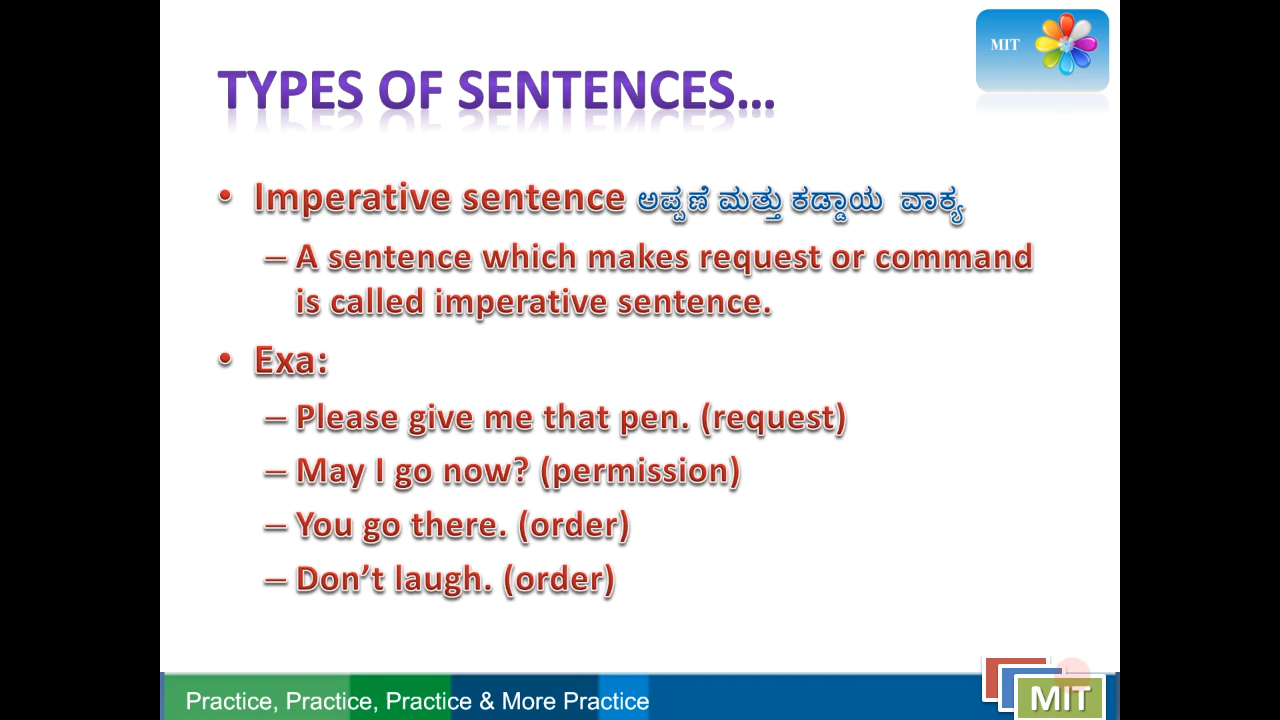 MIT
TYPES OF SENTENCES...
• Imperative sentence ಅಪ್ಪಣೆ ಮತ್ತು ಕಡ್ಡಾಯ ವಾಕ್ಯ
– A sentence which makes request or command
is called imperative sentence.
• Exa:
– Please give me that pen. (request)
– May I go now? (permission)
– You go there. (order)
– Don't laugh. (order)
Practice, Practice, Practice & More Practice
MIT